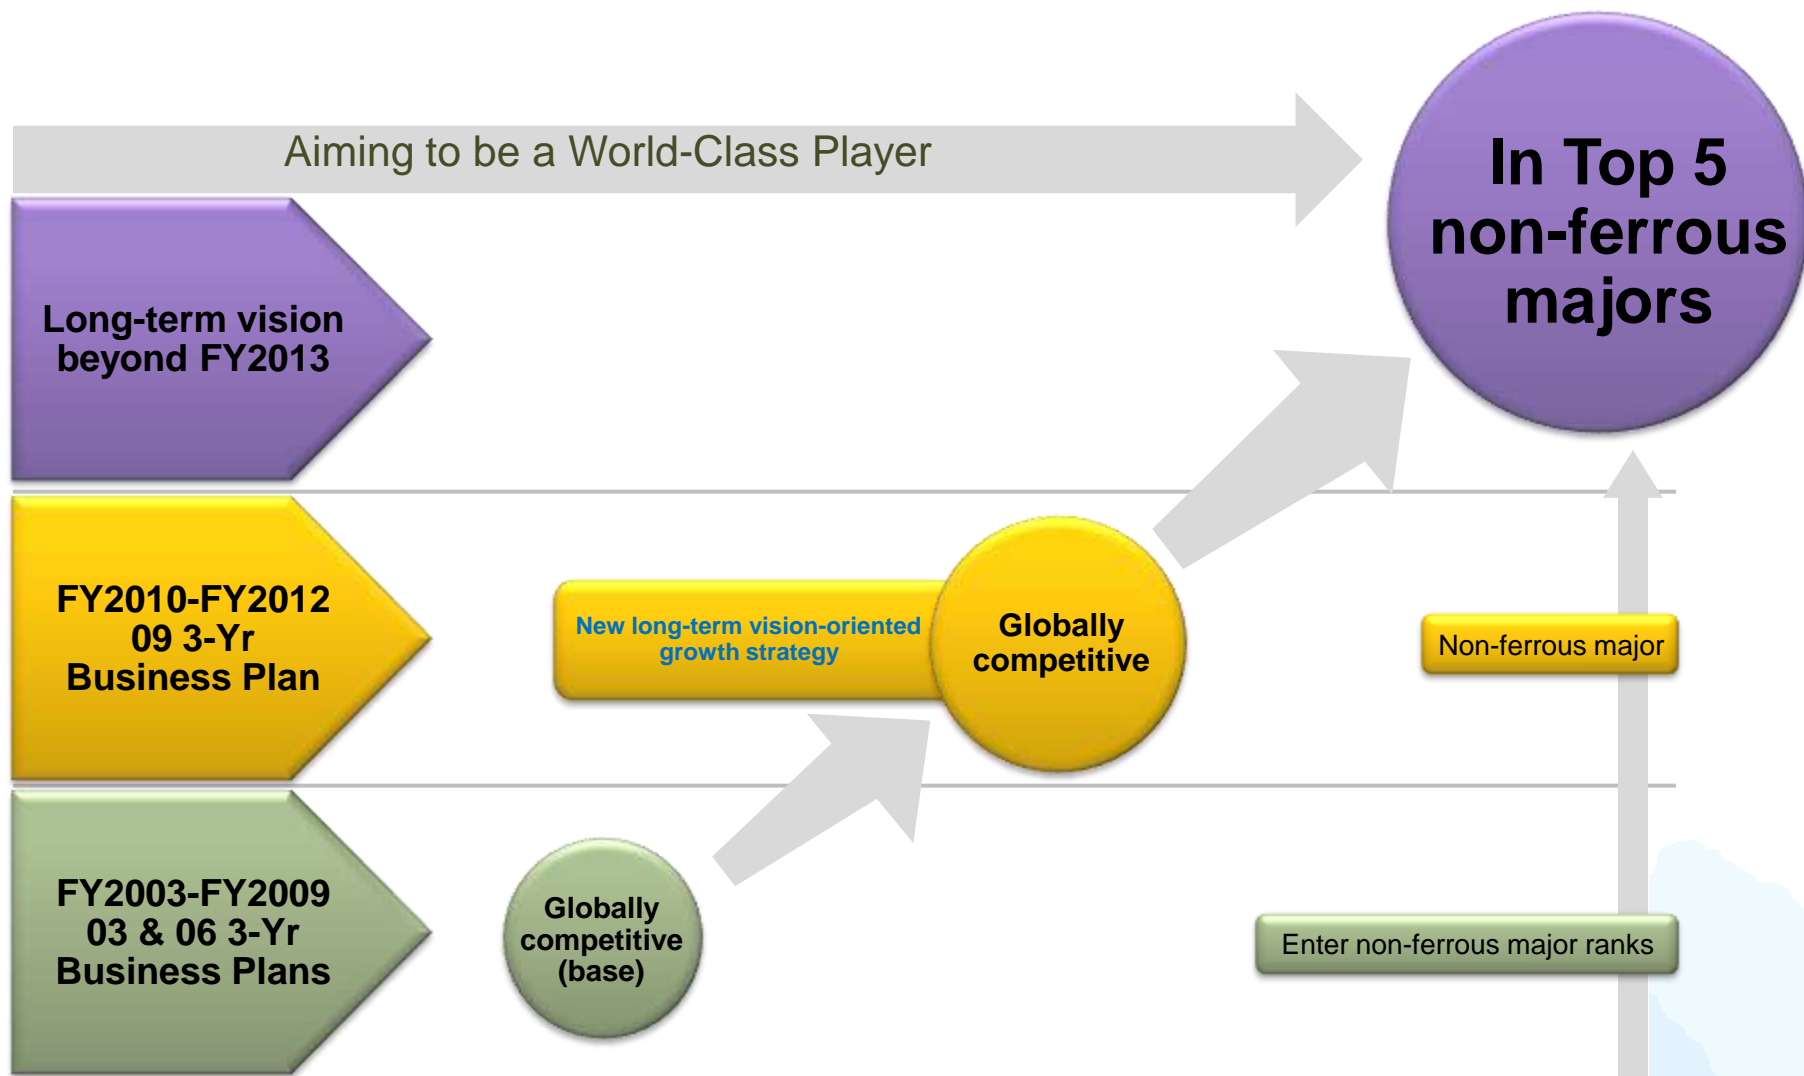 Aiming to be a World-Class Player
In Top 5
non-ferrous
majors
Long-term vision
beyond FY2013
FY2010-FY2012
09 3-Yr
Business Plan
New long-term vision-oriented
growth strategy
Globally
competitive
Non-ferrous major
FY2003-FY2009
03 & 06 3-Yr
Business Plans
Globally
competitive
(base)
Enter non-ferrous major ranks